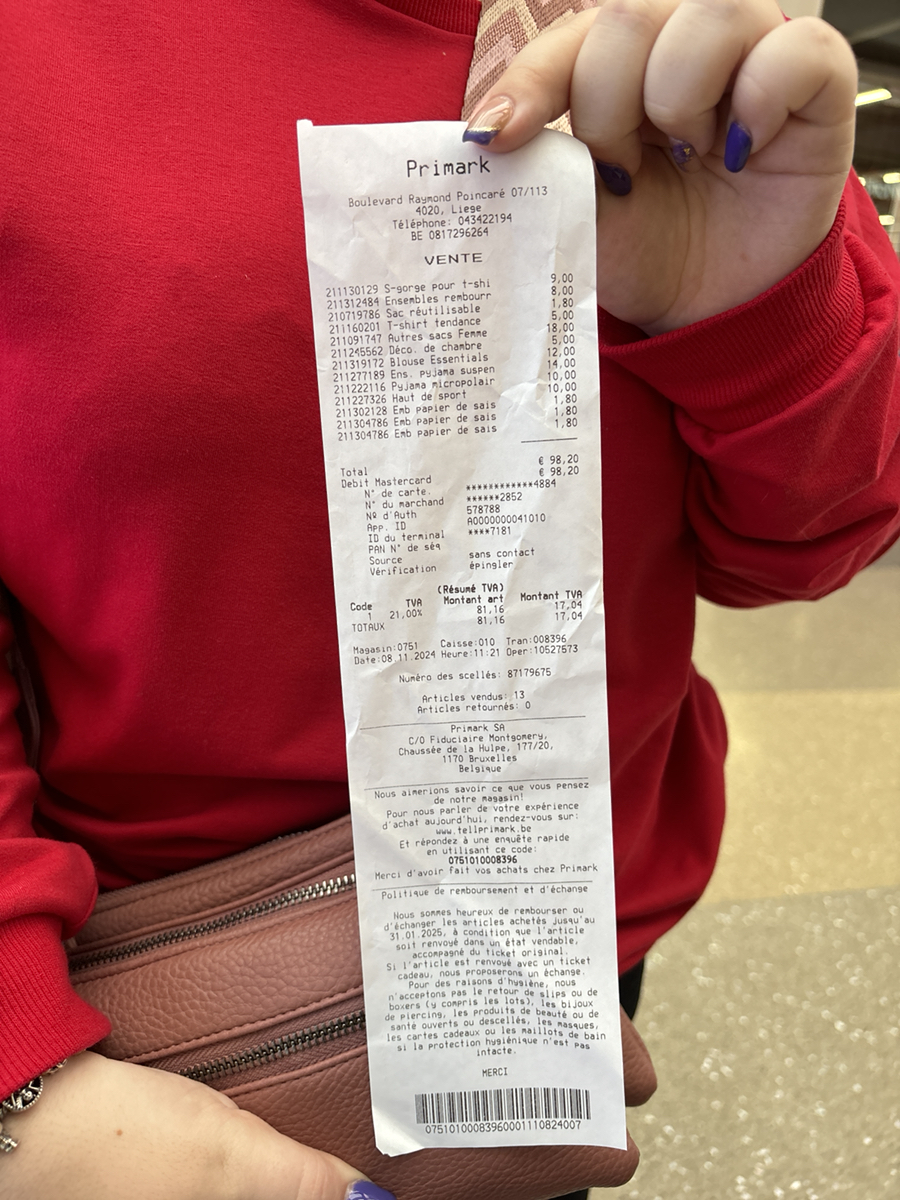 Primark
Boulevard Raymond Poincaré 07/113
4020, Liege
Téléphone: 043422194
BE 0817296264
VENTE
211130129 S-gorge pour t-shi 9,00
211312484 Ensembles rembourr 8,00
210719786 Sac réutilisable 1,80
211160201 T-shirt tendance 5,00
211091747 Autres sacs Femme 18,00
211245562 Déco. de chambre 5,00
211319172 Blouse Essentials 12,00
211277189 Ens. pyjama suspen 14,00
211222116 Pyjama micropolair 10,00
211227326 Haut de sport 10,00
211302128 Emb papier de sais 1,80
211304786 Emb papier de sais 1,80
211304786 Emb papier de sais 1,80
Total € 98,20
Debit Mastercard € 98,20
N° de carte. ************4884
N° du marchand ******2852
Nº d'Auth 578788
App. ID A0000000041010
ID du terminal ****7181
PAN N° de séq
Source sans contact
Vérification épingler
(Résumé TVA)
Code TVA Montant art Montant TVA
1 21,00% 81,16 17,04
TOTAUX 81,16 17,04
Magasin:0751 Caisse:010 Tran:008396
Date:08.11.2024 Heure:11:21 Oper:10527573
Numéro des scellés: 87179675
Articles vendus: 13
Articles retournés: 0
Primark SA
C/O Fiduciaire Montgomery,
Chaussée de la Hulpe, 177/20,
1170 Bruxelles
Belgique
Nous aimerions savoir ce que vous pensez
de notre magasin!
Pour nous parler de votre expérience
d'achat aujourd'hui, rendez-vous sur:
www.tellprimark.be
Et répondez à une enquête rapide
en utilisant ce code:
0751010008396
Merci d'avoir fait vos achats chez Primark
Politique de remboursement et d'échange
Nous sommes heureux de rembourser ou
d'échanger les articles achetés jusqu'au
31.01.2025, à condition que l'article
soit renvoyé dans un état vendable,
accompagné du ticket original.
Si l'article est renvoyé avec un ticket
cadeau, nous proposerons un échange.
Pour des raisons d'hygiène, nous
n'acceptons pas le retour de slips ou de
boxers (y compris les lots), les bijoux
de piercing, les produits de beauté ou de
santé ouverts ou descellés, les masques,
les cartes cadeaux ou les maillots de bain
si la protection hygiénique n'est pas
intacte.
MERCI
07510100083960001110824007